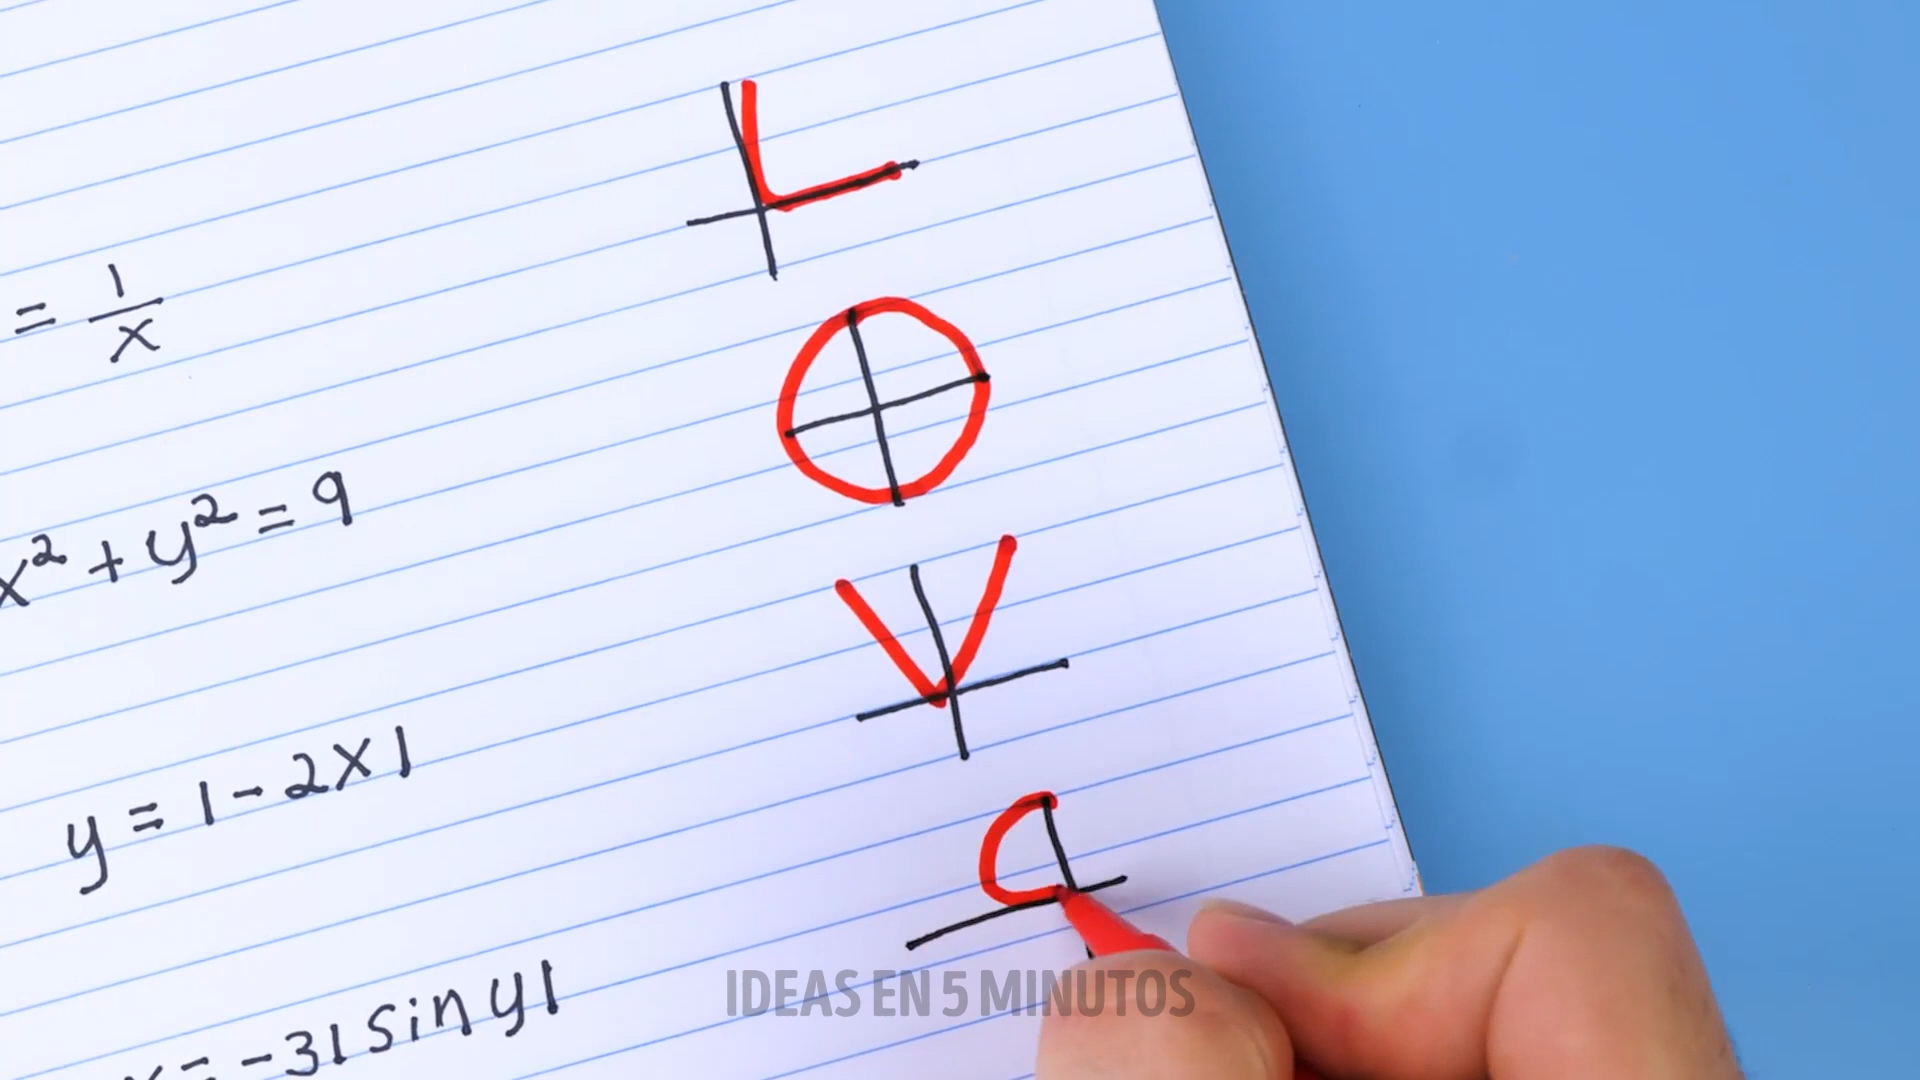 = 1/x
x² + y² = 9
y = 1 - 2x1
x = -31 sin y1
IDEAS EN 5 MINUTOS